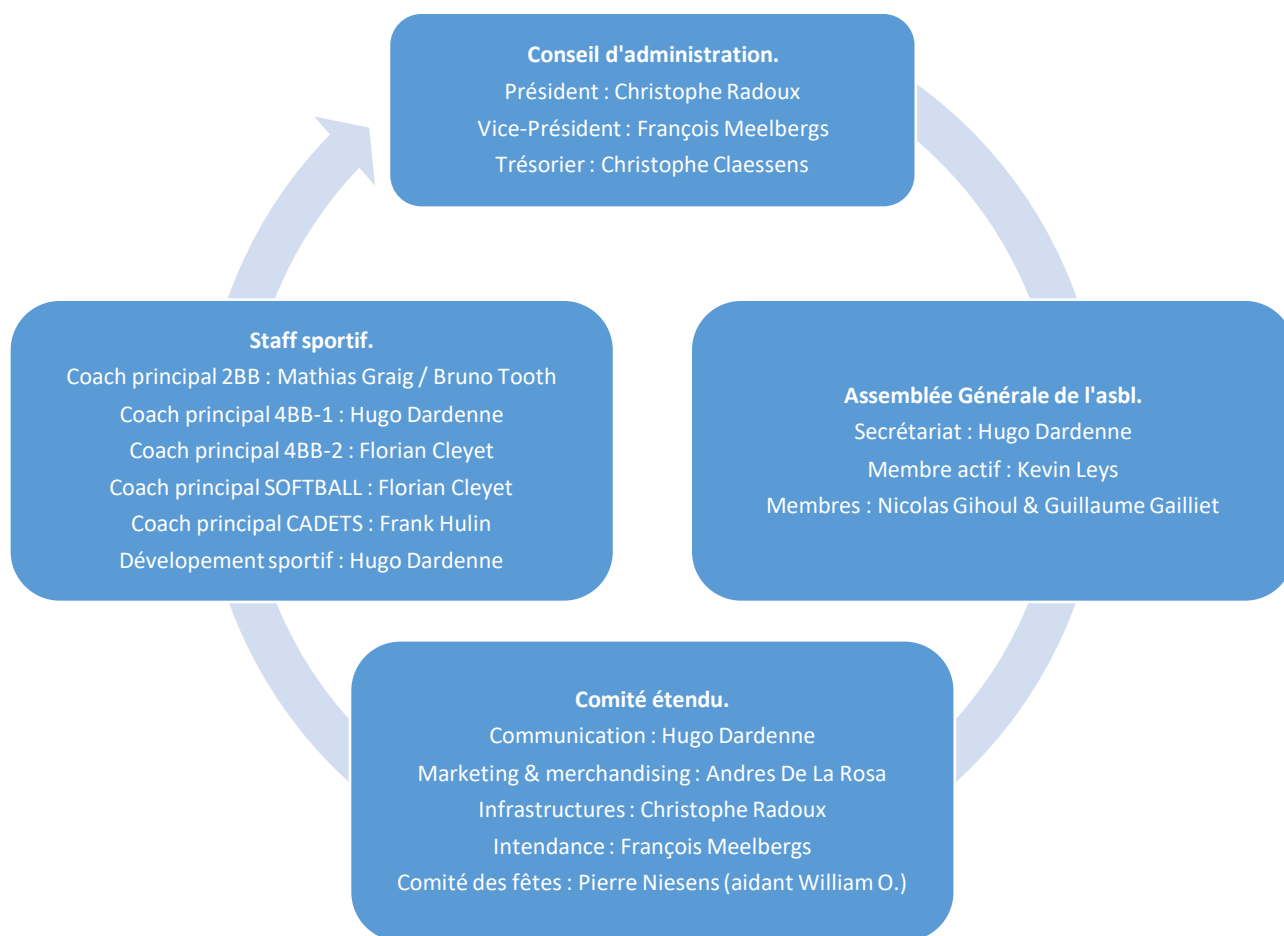 Conseil d'administration.
Président : Christophe Radoux
Vice-Président : François Meelbergs
Trésorier : Christophe Claessens
Staff sportif.
Coach principal 2BB : Mathias Graig / Bruno Tooth
Coach principal 4BB-1 : Hugo Dardenne
Coach principal 4BB-2 : Florian Cleyet
Coach principal SOFTBALL : Florian Cleyet
Coach principal CADETS : Frank Hulin
Dévelopement sportif : Hugo Dardenne
Assemblée Générale de l'asbl.
Secrétariat : Hugo Dardenne
Membre actif : Kevin Leys
Membres : Nicolas Gihoul & Guillaume Gailliet
Comité étendu.
Communication : Hugo Dardenne
Marketing & merchandising : Andres De La Rosa
Infrastructures : Christophe Radoux
Intendance : François Meelbergs
Comité des fêtes : Pierre Niesens (aidant William O.)